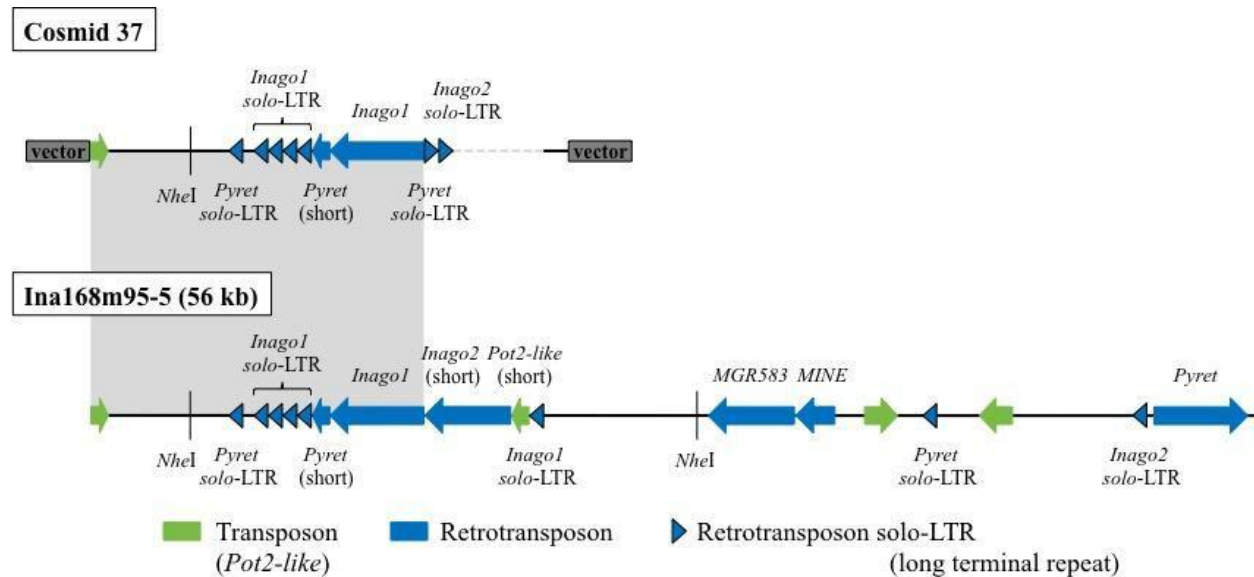 Cosmid 37
Inago1
solo-LTR
Inago1
Inago2
solo-LTR
vector
vector
NheI
Pyret
solo-LTR
Pyret
(short)
Pyret
solo-LTR
Ina168m95-5 (56 kb)
Inago1
solo-LTR
Inago1
Inago2
(short)
Pot2-like
(short)
MGR583
MINE
Pyret
NheI
Pyret
solo-LTR
Pyret
(short)
Inago1
solo-LTR
NheI
Pyret
solo-LTR
Inago2
solo-LTR
Transposon
(Pot2-like)
Retrotransposon
Retrotransposon solo-LTR
(long terminal repeat)